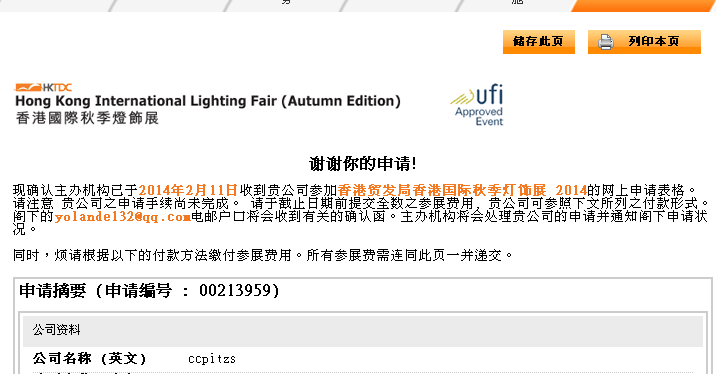 储存此页
列印本页
HKTDC
Hong Kong International Lighting Fair (Autumn Edition)
香港國際秋季燈飾展
ufi
Approved
Event
谢谢你的申请!
现确认主办机构已于2014年2月11日收到贵公司参加香港贸发局香港国际秋季灯饰展 2014的网上申请表格。
请注意 贵公司之申请手续尚未完成。 请于截止日期前提交全数之参展费用, 贵公司可参照下文所列之付款形式。
阁下的yolande132@qq.com电邮户口将会收到有关的确认函。主办机构将会处理贵公司的申请并通知阁下申请状
况。
同时，烦请根据以下的付款方法缴付参展费用。所有参展费需连同此页一并递交。
申请摘要 (申请编号 : 00213959)
公司资料
公司名称 (英文) ccpitzs